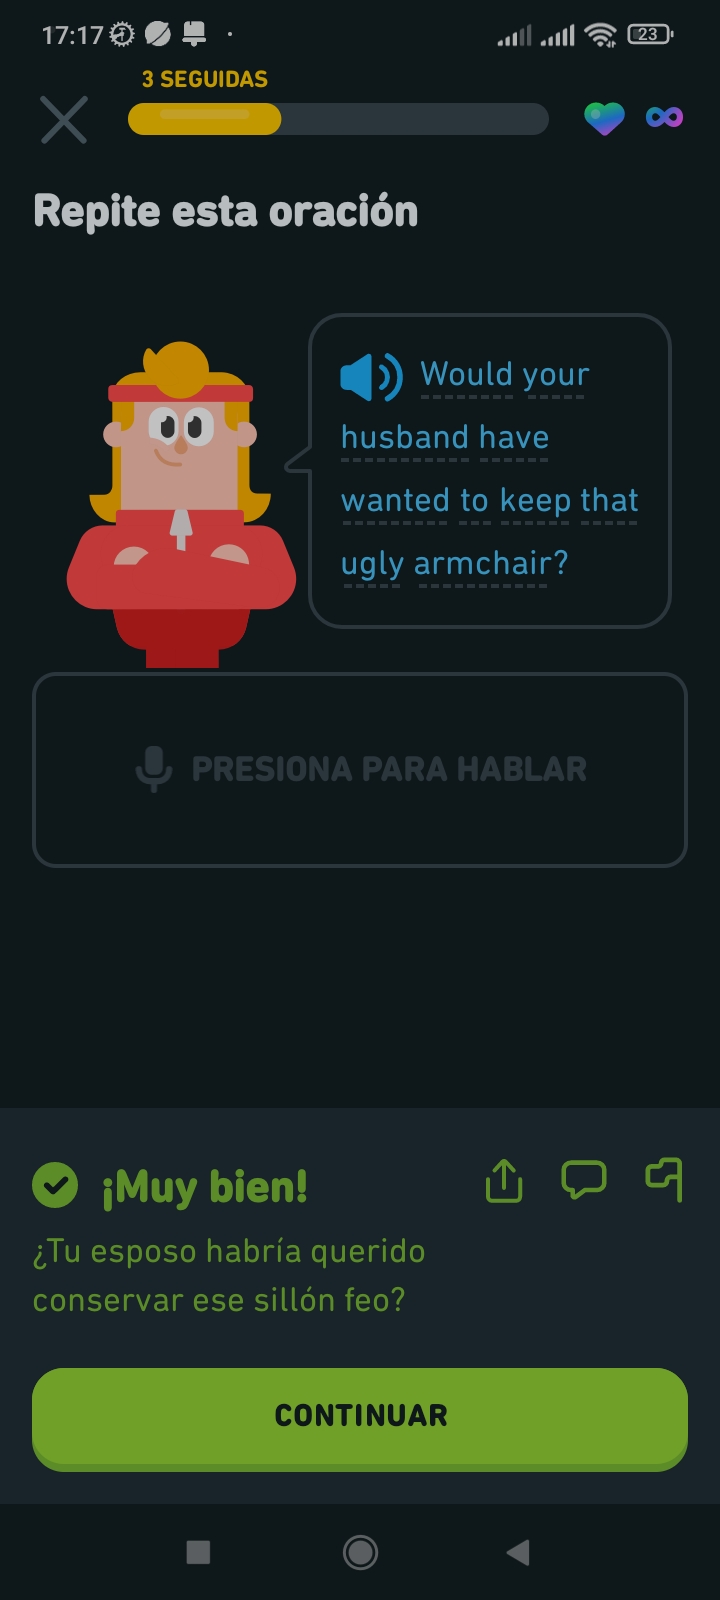 17:17
23
3 SEGUIDAS
Repite esta oración
Would your
husband have
wanted to keep that
ugly armchair?
PRESIONA PARA HABLAR
¡Muy bien!
¿Tu esposo habría querido
conservar ese sillón feo?
CONTINUAR